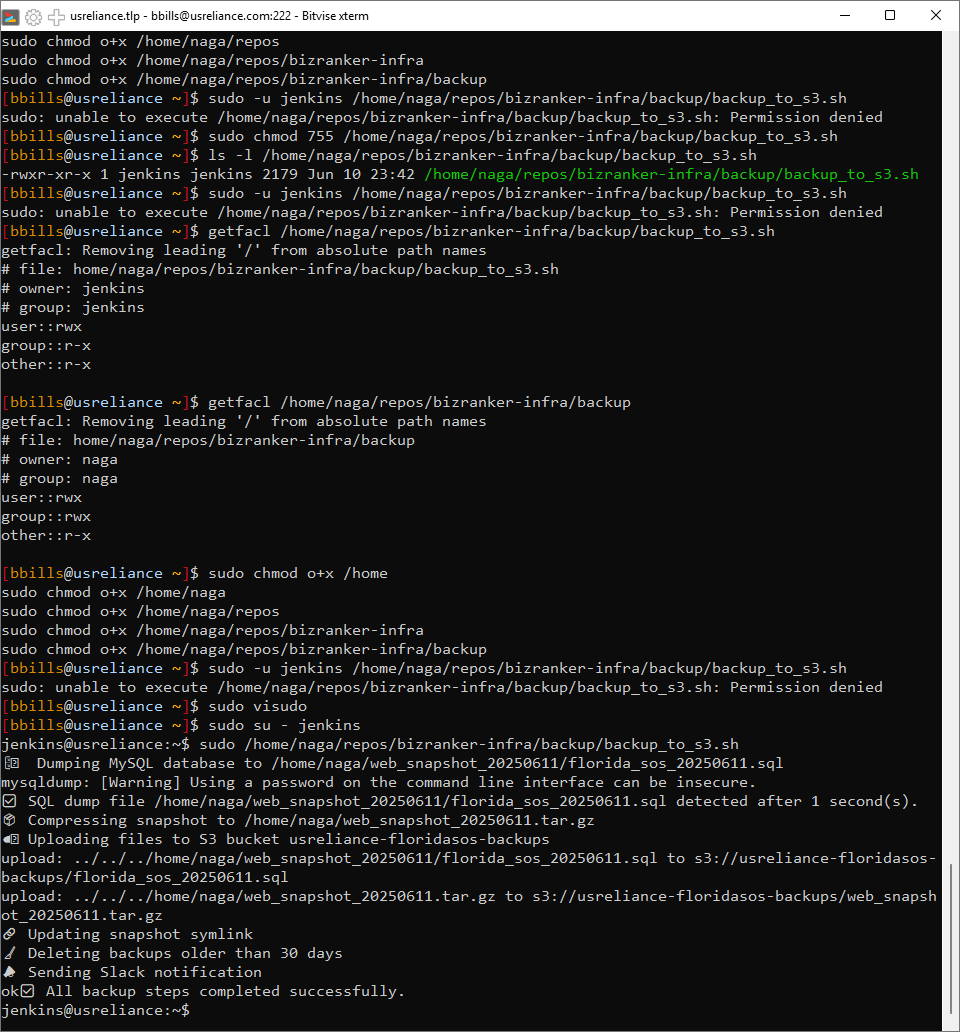 usreliance.tlp - bbills@usreliance.com:222 - Bitvise xterm
sudo chmod o+x /home/naga/repos
sudo chmod o+x /home/naga/repos/bizranker-infra
sudo chmod o+x /home/naga/repos/bizranker-infra/backup
[bbills@usreliance ~]$ sudo -u jenkins /home/naga/repos/bizranker-infra/backup/backup_to_s3.sh
sudo: unable to execute /home/naga/repos/bizranker-infra/backup/backup_to_s3.sh: Permission denied
[bbills@usreliance ~]$ sudo chmod 755 /home/naga/repos/bizranker-infra/backup/backup_to_s3.sh
[bbills@usreliance ~]$ ls -l /home/naga/repos/bizranker-infra/backup/backup_to_s3.sh
-rwxr-xr-x 1 jenkins jenkins 2179 Jun 10 23:42 /home/naga/repos/bizranker-infra/backup/backup_to_s3.sh
[bbills@usreliance ~]$ sudo -u jenkins /home/naga/repos/bizranker-infra/backup/backup_to_s3.sh
sudo: unable to execute /home/naga/repos/bizranker-infra/backup/backup_to_s3.sh: Permission denied
[bbills@usreliance ~]$ getfacl /home/naga/repos/bizranker-infra/backup/backup_to_s3.sh
getfacl: Removing leading '/' from absolute path names
# file: home/naga/repos/bizranker-infra/backup/backup_to_s3.sh
# owner: jenkins
# group: jenkins
user::rwx
group::r-x
other::r-x
[bbills@usreliance ~]$ getfacl /home/naga/repos/bizranker-infra/backup
getfacl: Removing leading '/' from absolute path names
# file: home/naga/repos/bizranker-infra/backup
# owner: naga
# group: naga
user::rwx
group::rwx
other::r-x
[bbills@usreliance ~]$ sudo chmod o+x /home
sudo chmod o+x /home/naga
sudo chmod o+x /home/naga/repos
sudo chmod o+x /home/naga/repos/bizranker-infra
sudo chmod o+x /home/naga/repos/bizranker-infra/backup
[bbills@usreliance ~]$ sudo -u jenkins /home/naga/repos/bizranker-infra/backup/backup_to_s3.sh
sudo: unable to execute /home/naga/repos/bizranker-infra/backup/backup_to_s3.sh: Permission denied
[bbills@usreliance ~]$ sudo visudo
[bbills@usreliance ~]$ sudo su - jenkins
jenkins@usreliance:~$ sudo /home/naga/repos/bizranker-infra/backup/backup_to_s3.sh
Dumping MySQL database to /home/naga/web_snapshot_20250611/florida_sos_20250611.sql
mysqldump: [Warning] Using a password on the command line interface can be insecure.
☑ SQL dump file /home/naga/web_snapshot_20250611/florida_sos_20250611.sql detected after 1 second(s).
📦 Compressing snapshot to /home/naga/web_snapshot_20250611.tar.gz
Uploading files to S3 bucket usreliance-floridasos-backups
upload: ../../../home/naga/web_snapshot_20250611/florida_sos_20250611.sql to s3://usreliance-floridasos-
backups/florida_sos_20250611.sql
upload: ../../../home/naga/web_snapshot_20250611.tar.gz to s3://usreliance-floridasos-backups/web_snapsh
ot_20250611.tar.gz
🔗 Updating snapshot symlink
🧹 Deleting backups older than 30 days
Sending Slack notification
ok☑ All backup steps completed successfully.
jenkins@usreliance:~$